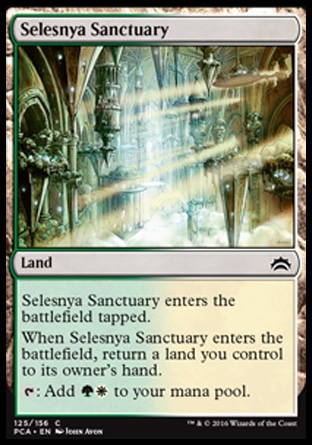 Selesnya Sanctuary
Land
Selesnya Sanctuary enters the
battlefield tapped.
When Selesnya Sanctuary enters the
battlefield, return a land you control
to its owner's hand.
: Add to your mana pool.
125/156 C
PCA • EN JOHN AVON
™ & © 2016 Wizards of the Coast